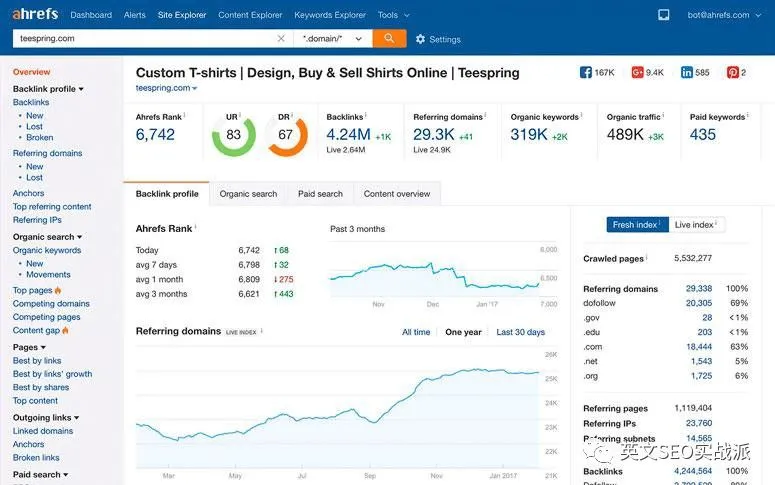 ahrefs Dashboard Alerts Site Explorer Content Explorer Keywords Explorer Tools bot@ahrefs.com
teespring.com *.domain/* Settings
Overview
Backlink profile
Backlinks
New
Lost
Broken
Referring domains
New
Lost
Anchors
Top referring content
Referring IPs
Organic search
Organic keywords
New
Movements
Top pages
Competing domains
Competing pages
Content gap
Pages
Best by links
Best by links' growth
Best by shares
Top content
Outgoing links
Linked domains
Anchors
Broken links
Paid search
Custom T-shirts | Design, Buy & Sell Shirts Online | Teespring
167K 9.4K 585 2
teespring.com
Ahrefs Rank
6,742
UR
83
DR
67
Backlinks
4.24M +1K
Live 2.64M
Referring domains
29.3K +41
Live 24.9K
Organic keywords
319K +2K
Organic traffic
489K +3K
Paid keywords
435
Backlink profile Organic search Paid search Content overview
Ahrefs Rank
Today 6,742 68
avg 7 days 6,798 32
avg 1 month 6,809 275
avg 3 months 6,621 443
Past 3 months
6,000
6,500
7,000
Nov Dec Jan '17
Referring domains LIVE INDEX
All time One year Last 30 days
26K
25K
24K
23K
22K
21K
Mar May Jul Sep Nov Jan 2017
Fresh index Live index
Crawled pages 5,532,277
Referring domains 29,338 100%
dofollow 20,305 69%
.gov 28 <1%
.edu 203 <1%
.com 18,444 63%
.net 1,543 5%
.org 1,725 6%
Referring pages 1,119,404
Referring IPs 23,760
Referring subnets 14,565
Backlinks 4,244,564 100%
英文SEO实战派